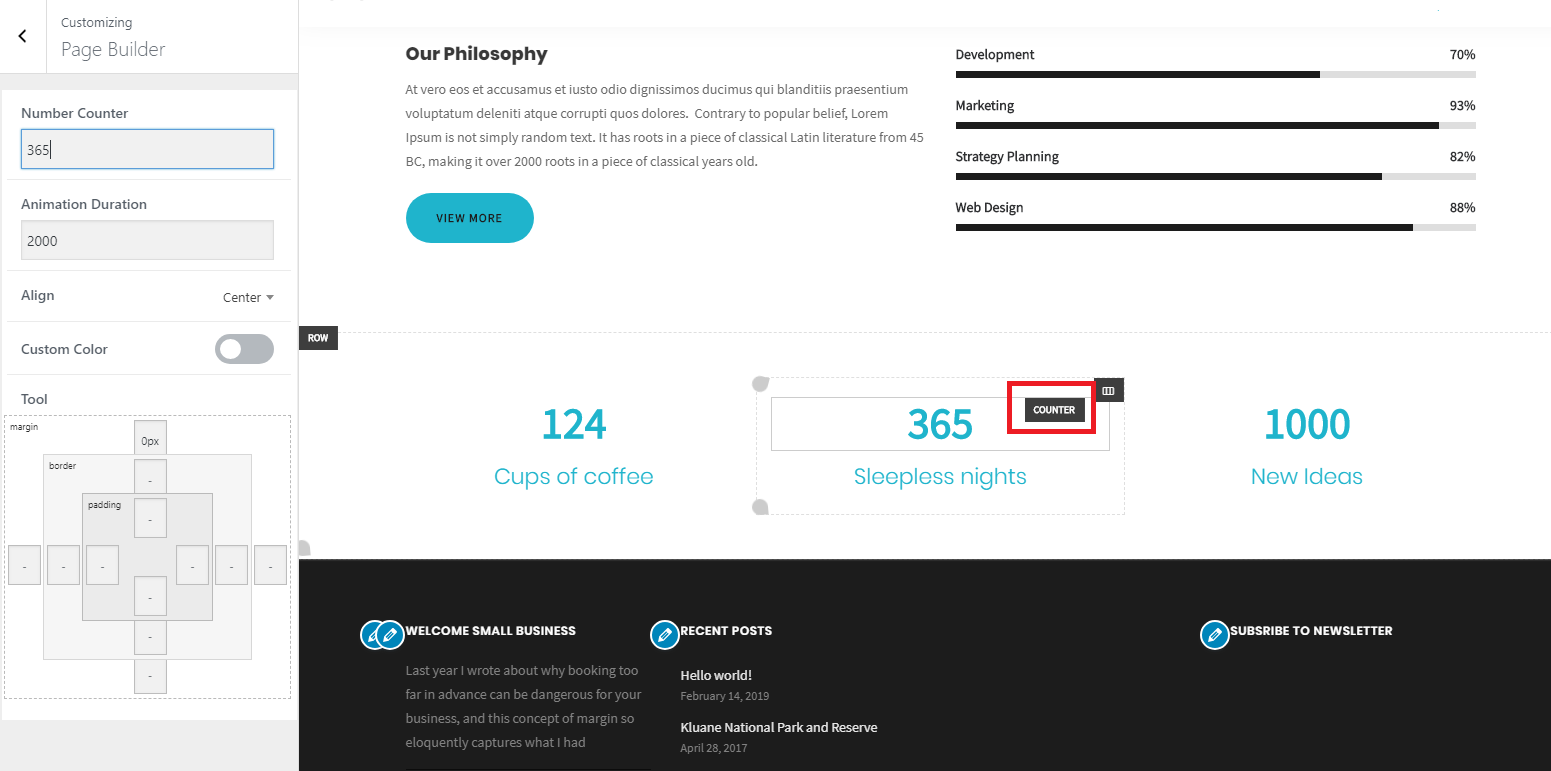 Customizing
Page Builder
Number Counter
365
Animation Duration
2000
Align
Center
Custom Color
Tool
margin
0px
border
-
padding
-
- - - - - -
-
-
-
Our Philosophy
At vero eos et accusamus et iusto odio dignissimos ducimus qui blanditiis praesentium
voluptatum deleniti atque corrupti quos dolores. Contrary to popular belief, Lorem
Ipsum is not simply random text. It has roots in a piece of classical Latin literature from 45
BC, making it over 2000 roots in a piece of classical years old.
VIEW MORE
Development 70%
Marketing 93%
Strategy Planning 82%
Web Design 88%
ROW
124
Cups of coffee
COUNTER
365
Sleepless nights
1000
New Ideas
WELCOME SMALL BUSINESS
Last year I wrote about why booking too
far in advance can be dangerous for your
business, and this concept of margin so
eloquently captures what I had
RECENT POSTS
Hello world!
February 14, 2019
Kluane National Park and Reserve
April 28, 2017
SUBSRIBE TO NEWSLETTER